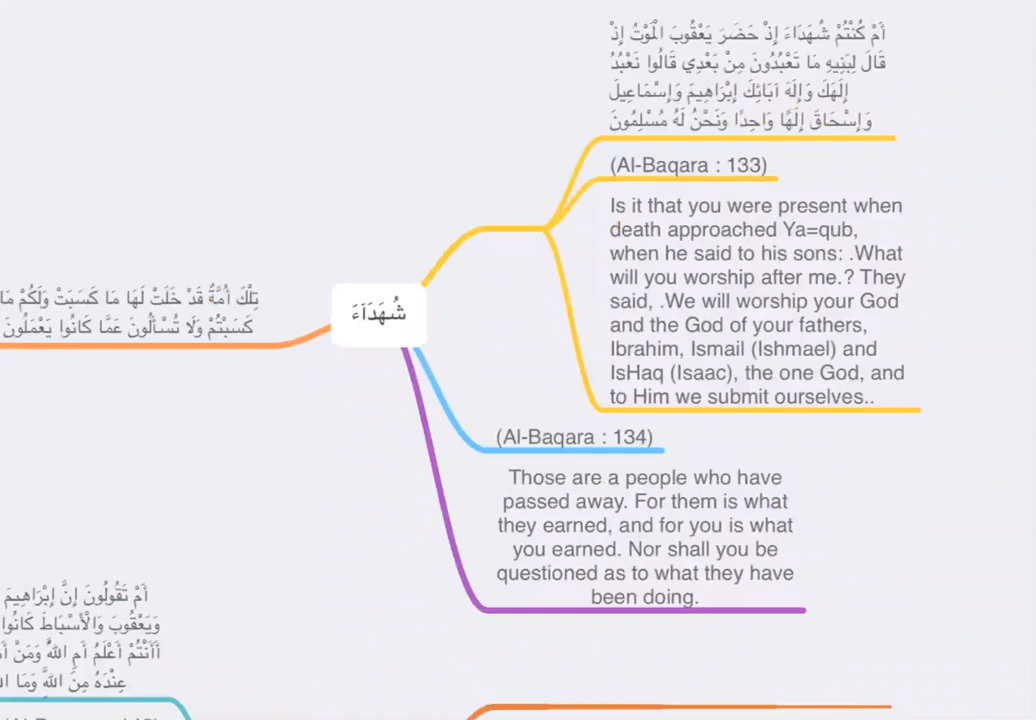 أَمْ كُنْتُمْ شُهَدَاءَ إِذْ حَضَرَ يَعْقُوبَ الْمَوْتُ إِذْ
قَالَ لِبَنِيهِ مَا تَعْبُدُونَ مِنْ بَعْدِي قَالُوا نَعْبُدُ
إِلَهَكَ وَإِلَهَ آبَائِكَ إِبْرَاهِيمَ وَإِسْمَاعِيلَ
وَإِسْحَاقَ إِلَهًا وَاحِدًا وَنَحْنُ لَهُ مُسْلِمُونَ
(Al-Baqara : 133)
Is it that you were present when
death approached Ya=qub,
when he said to his sons: .What
will you worship after me.? They
said, .We will worship your God
and the God of your fathers,
Ibrahim, Ismail (Ishmael) and
IsHaq (Isaac), the one God, and
to Him we submit ourselves..
شُهَدَاَءَ
تِلْكَ أُمَّةٌ قَدْ خَلَتْ لَهَا مَا كَسَبَتْ وَلَكُمْ مَا
كَسَبْتُمْ وَلَا تُسْأَلُونَ عَمَّا كَانُوا يَعْمَلُونَ
(Al-Baqara : 134)
Those are a people who have
passed away. For them is what
they earned, and for you is what
you earned. Nor shall you be
questioned as to what they have
been doing.
أَمْ تَقُولُونَ إِنَّ إِبْرَاهِيمَ
وَيَعْقُوبَ وَالْأَسْبَاطَ كَانُوا
أَأَنْتُمْ أَعْلَمُ أَمِ اللَّهُ وَمَنْ
عِنْدَهُ مِنَ اللَّهِ وَمَا